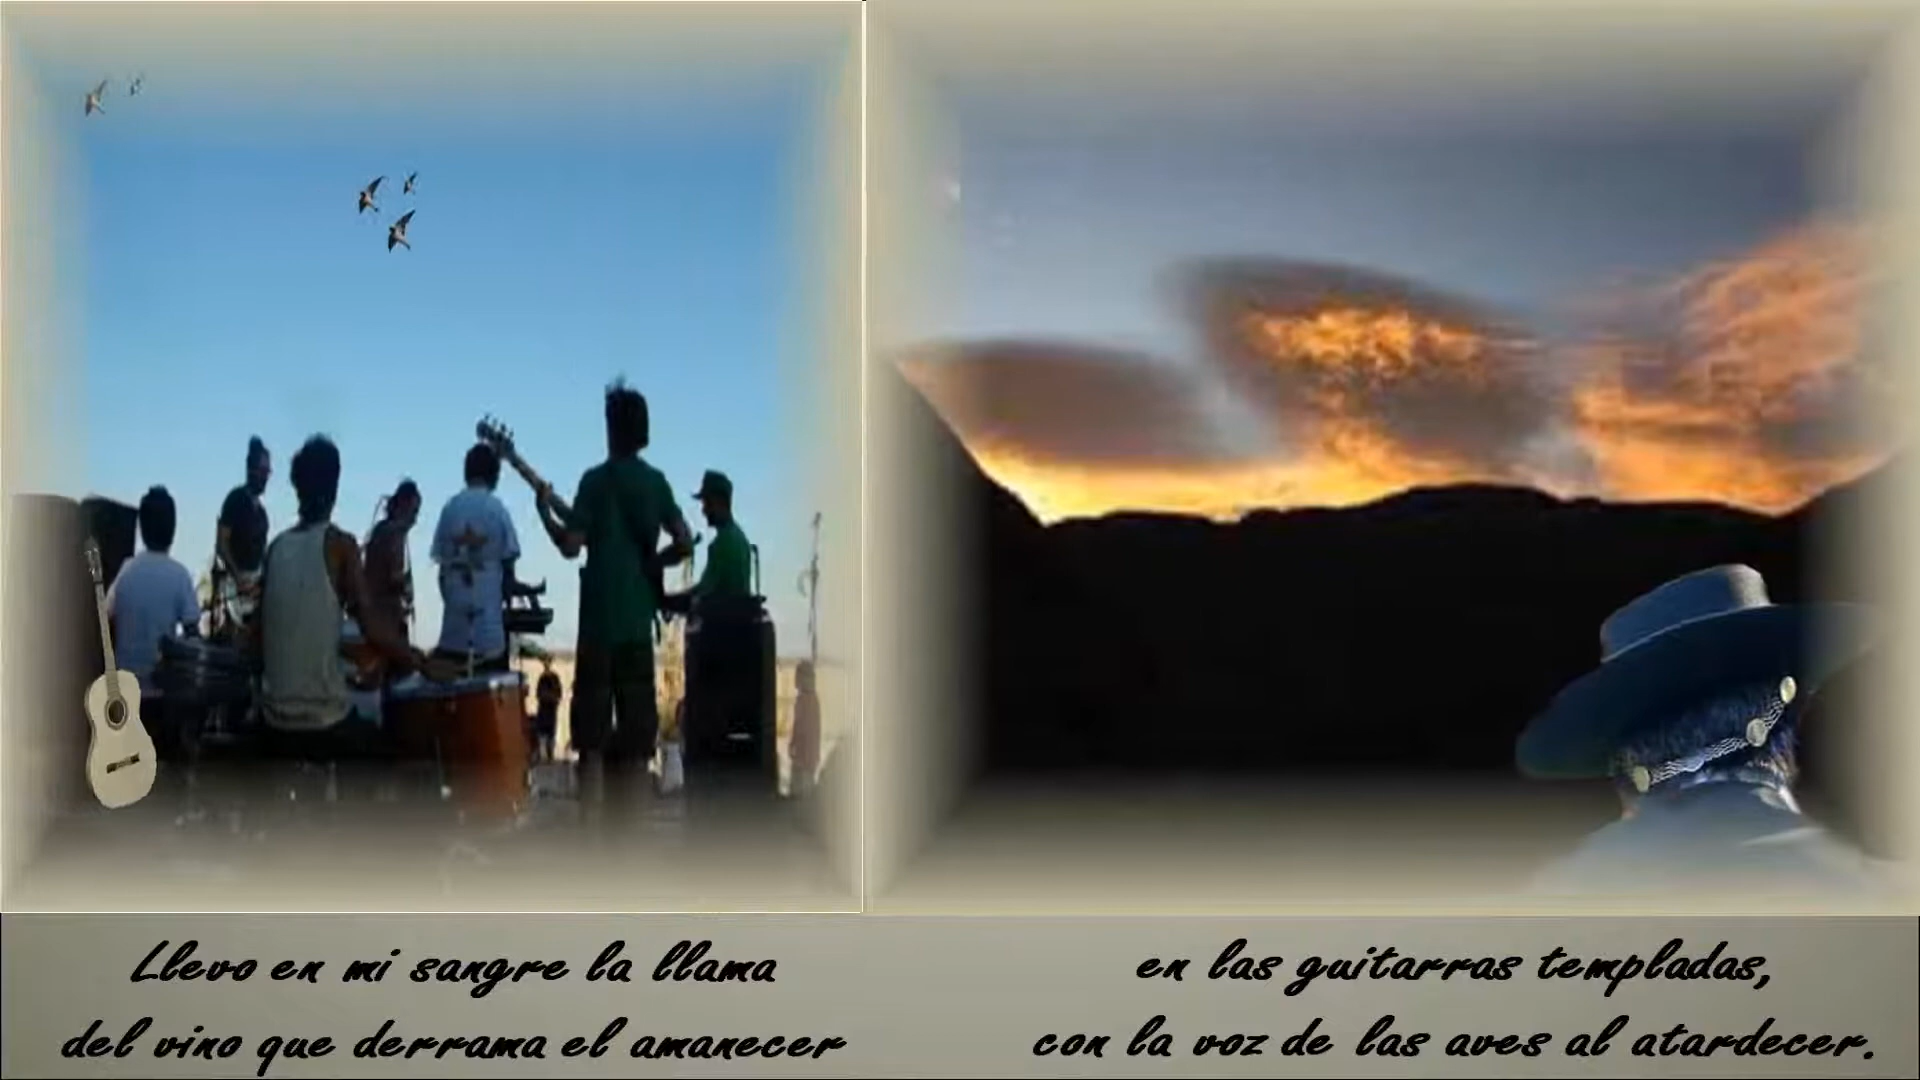 Llevo en mi sangre la llama
del vino que derrama el amanecer
en las guitarras templadas,
con la voz de las aves al atardecer.